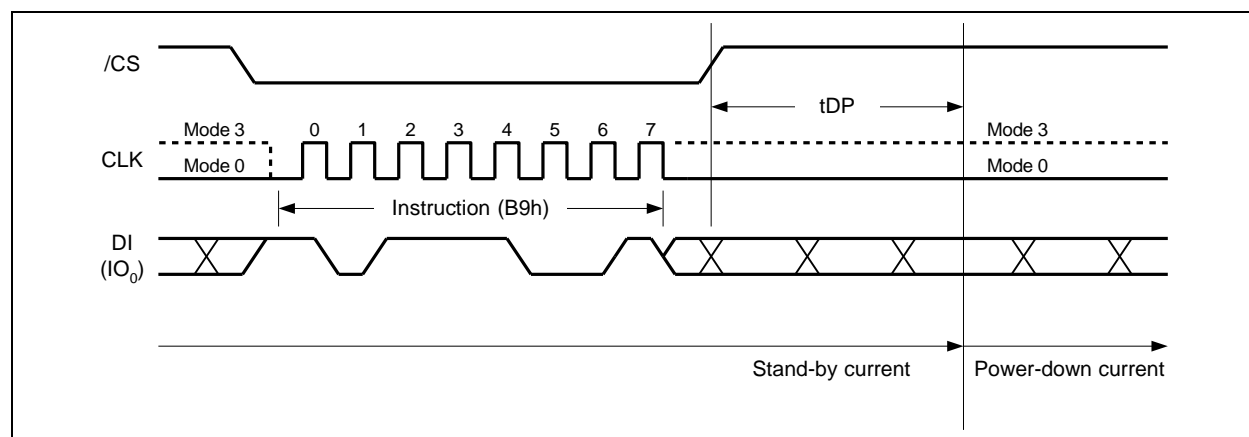 /CS
tDP
Mode 3 0 1 2 3 4 5 6 7 Mode 3
CLK
Mode 0 Mode 0
Instruction (B9h)
DI
(IO₀)
Stand-by current Power-down current